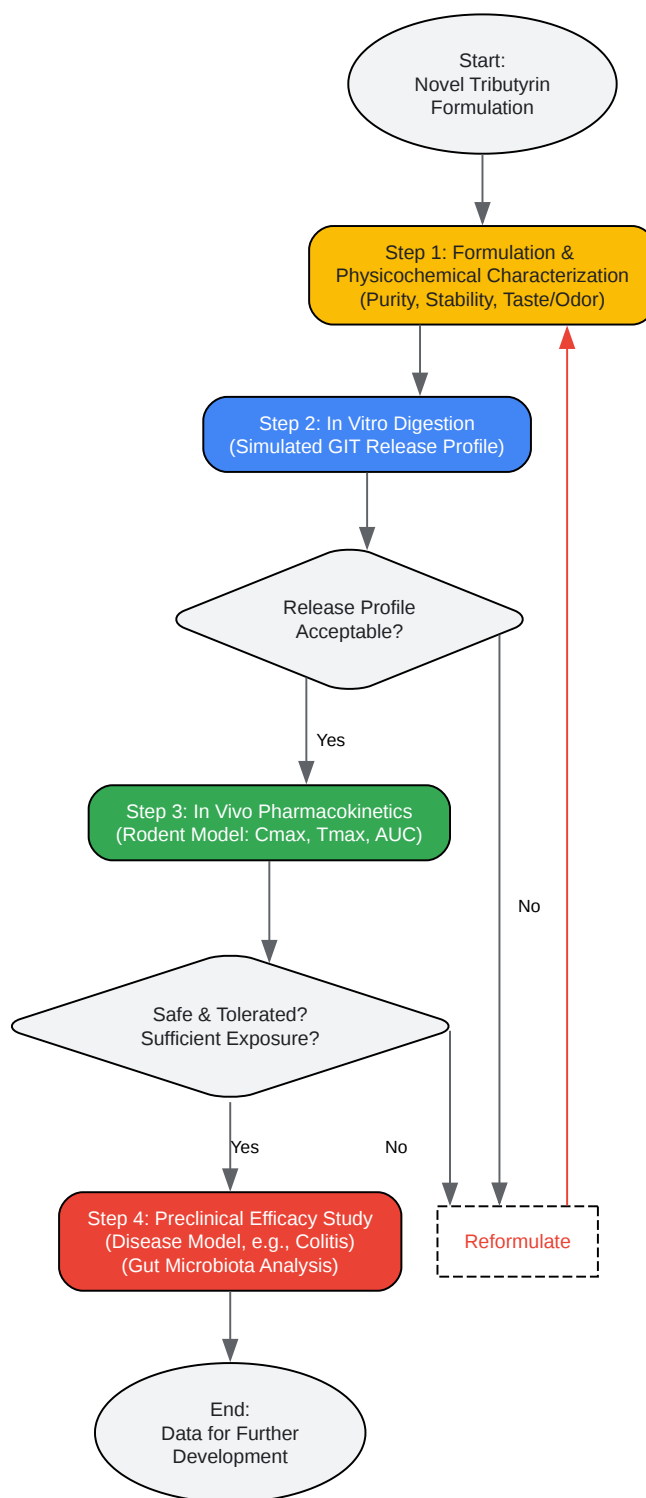 Start:
Novel Tributyrin
Formulation
Step 1: Formulation &
Physicochemical Characterization
(Purity, Stability, Taste/Odor)
Step 2: In Vitro Digestion
(Simulated GIT Release Profile)
Release Profile
Acceptable?
Yes
Step 3: In Vivo Pharmacokinetics
(Rodent Model: Cmax, Tmax, AUC)
No
Safe & Tolerated?
Sufficient Exposure?
Yes
No
Step 4: Preclinical Efficacy Study
(Disease Model, e.g., Colitis)
(Gut Microbiota Analysis)
Reformulate
End:
Data for Further
Development